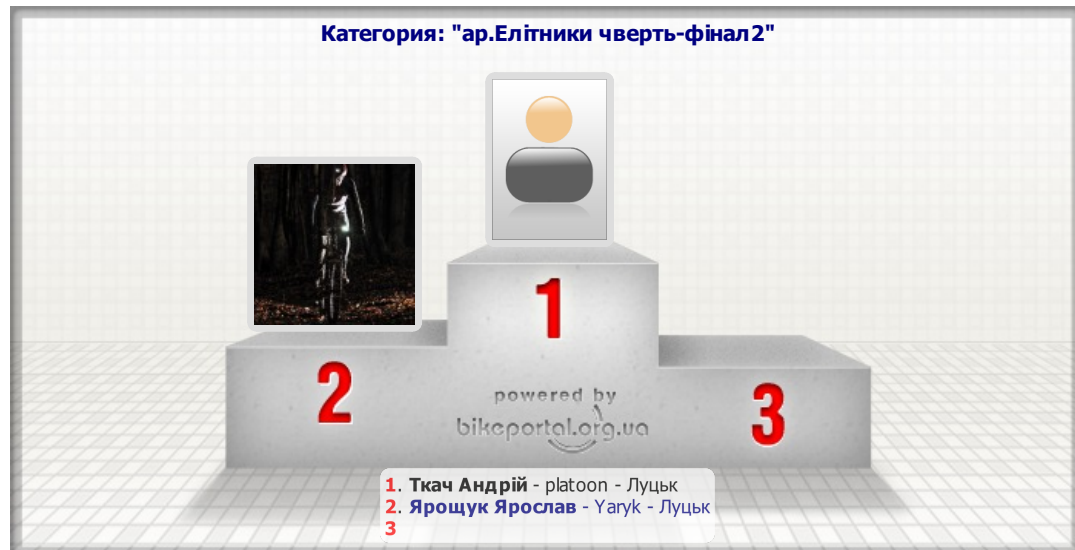 Категория: "ар.Елітники чверть-фінал2"
1
2
3
powered by
bikeportal.org.ua
1. Ткач Андрій - platoon - Луцьк
2. Ярощук Ярослав - Yaryk - Луцьк
3